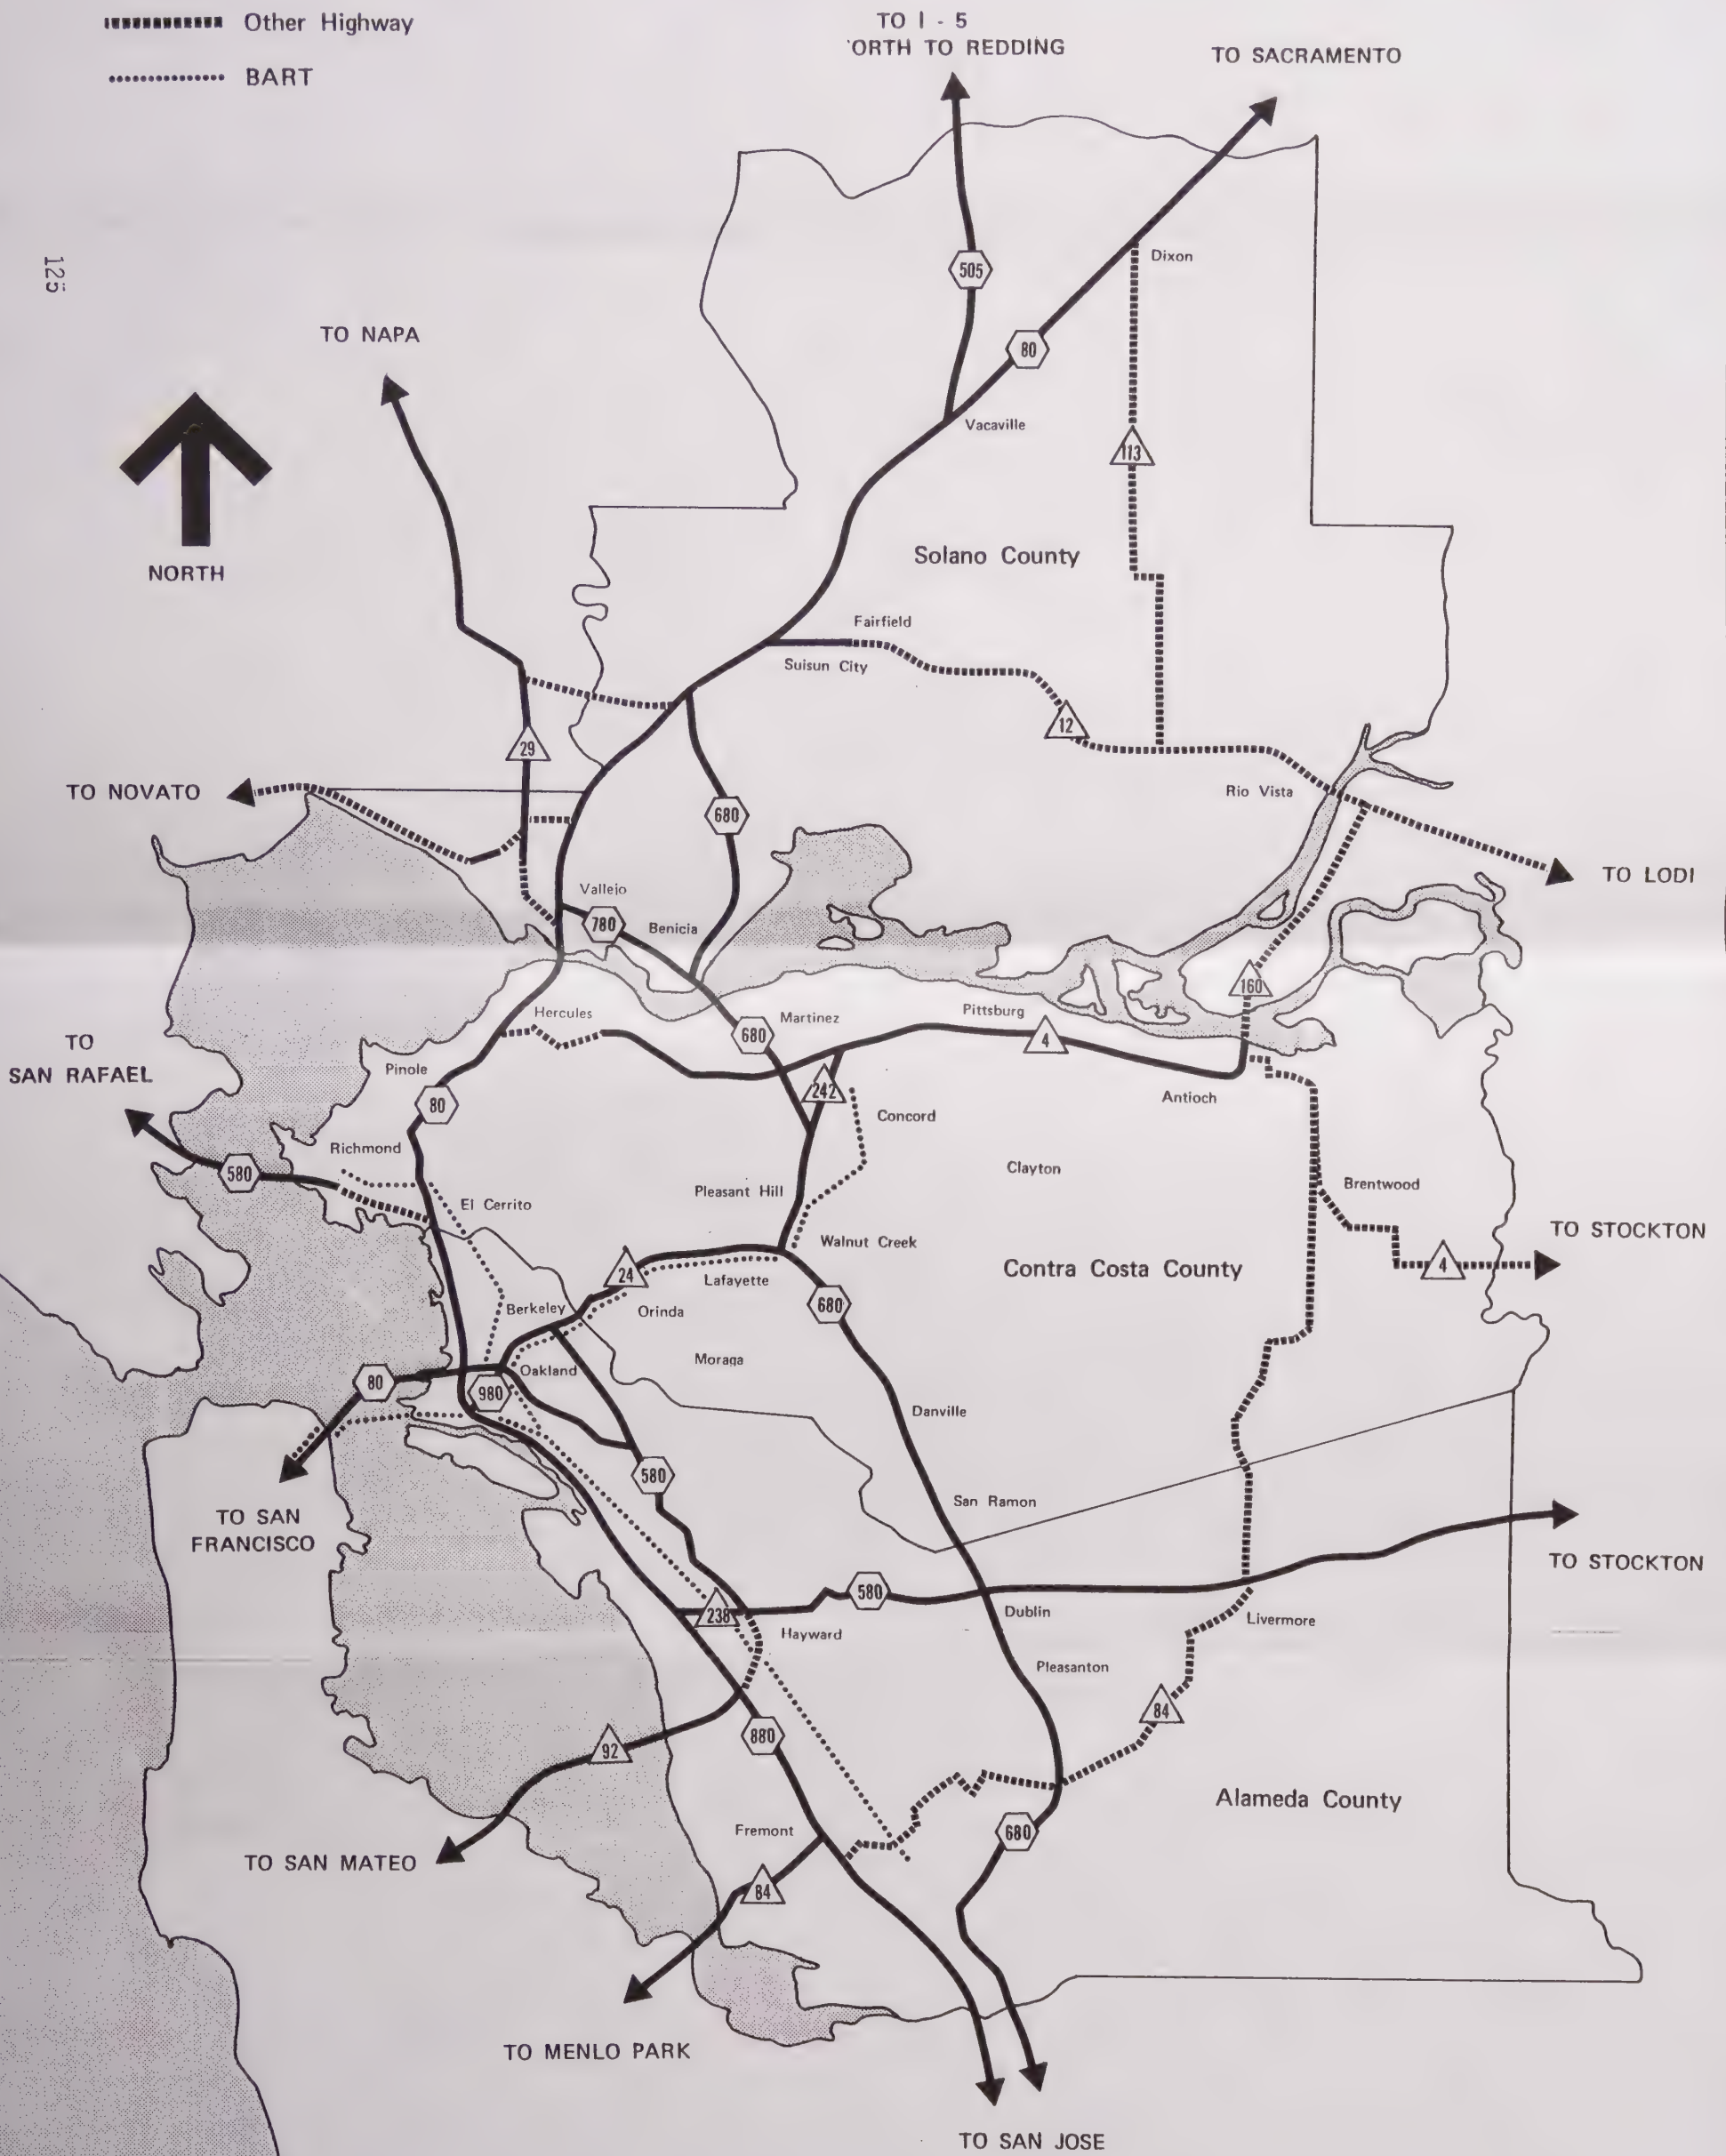 Other Highway
BART
TO I - 5
ORTH TO REDDING
TO SACRAMENTO
125
Dixon
505
TO NAPA
80
Vacaville
113
NORTH
Solano County
Fairfield
Suisun City
12
29
TO NOVATO
Rio Vista
680
TO LODI
Vallejo
780
Benicia
160
Hercules
Martinez
Pittsburg
680
4
TO
SAN RAFAEL
Pinole
242
Antioch
80
Concord
Richmond
580
Clayton
Pleasant Hill
Brentwood
El Cerrito
TO STOCKTON
Walnut Creek
4
24
Lafayette
Contra Costa County
Berkeley
Orinda
680
Moraga
Oakland
80
980
Danville
580
San Ramon
TO SAN
FRANCISCO
TO STOCKTON
580
238
Dublin
Livermore
Hayward
Pleasanton
84
880
92
Alameda County
Fremont
680
TO SAN MATEO
84
TO MENLO PARK
TO SAN JOSE